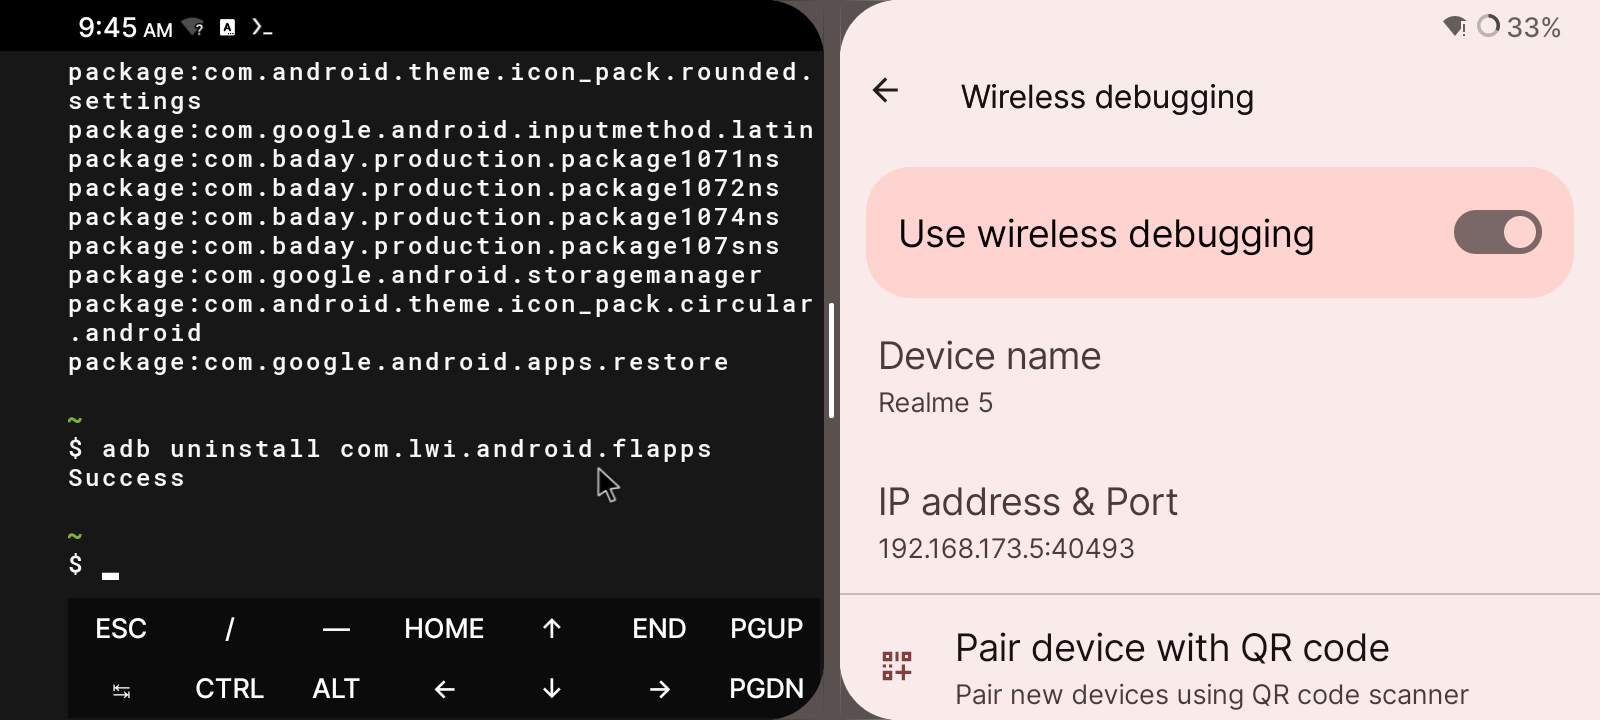 9:45 AM
package:com.android.theme.icon_pack.rounded.
settings
package:com.google.android.inputmethod.latin
package:com.baday.production.package1071ns
package:com.baday.production.package1072ns
package:com.baday.production.package1074ns
package:com.baday.production.package107sns
package:com.google.android.storagemanager
package:com.android.theme.icon_pack.circular
.android
package:com.google.android.apps.restore
~
$ adb uninstall com.lwi.android.flapps
Success
~
$
ESC / — HOME ↑ END PGUP
↹ CTRL ALT ← ↓ → PGDN
33%
Wireless debugging
Use wireless debugging
Device name
Realme 5
IP address & Port
192.168.173.5:40493
Pair device with QR code
Pair new devices using QR code scanner